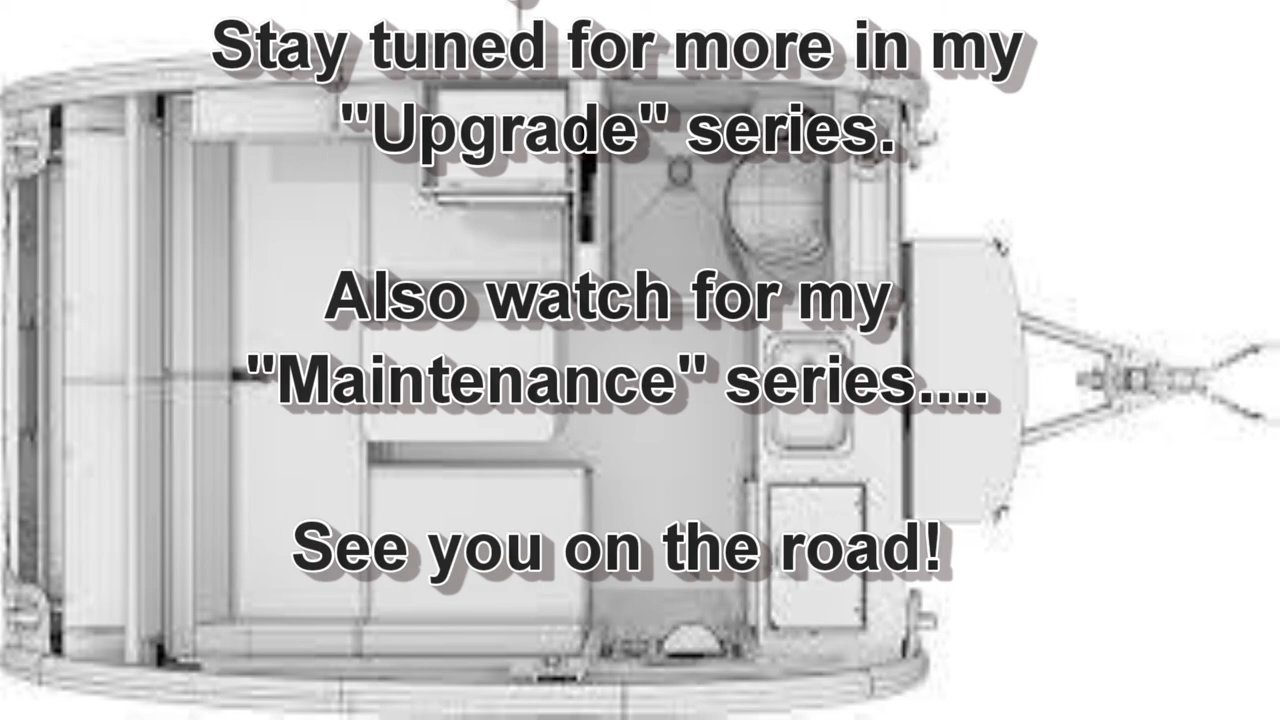 Stay tuned for more in my
"Upgrade" series.
Also watch for my
"Maintenance" series....
See you on the road!